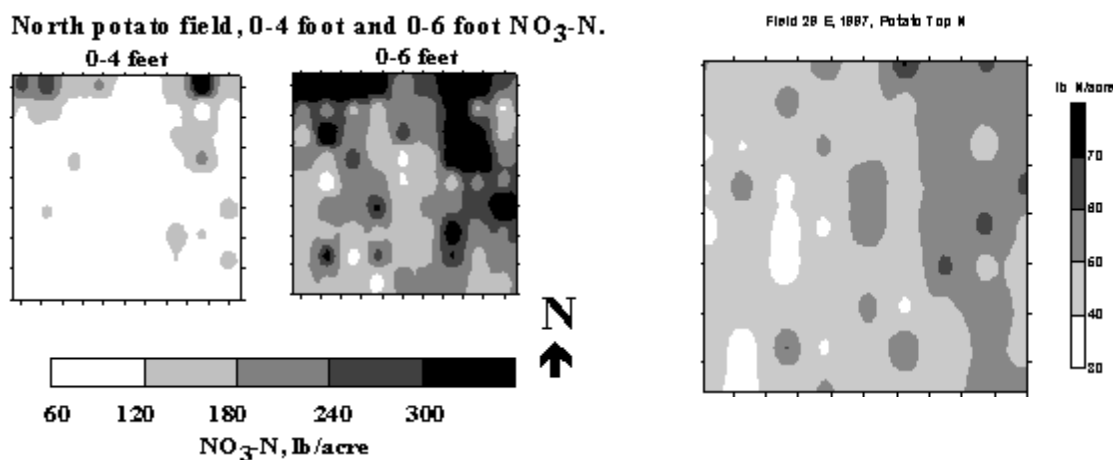 North potato field, 0-4 foot and 0-6 foot NO3-N.
0-4 feet
0-6 feet
N
60 120 180 240 300
NO3-N, lb/acre
Field 28 E, 1997, Potato Top N
lb N/acre
70
60
50
40
30